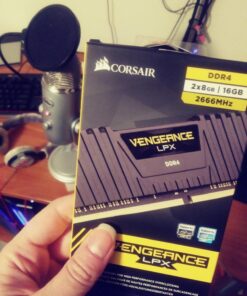 CORSAIR
DDR4
2x8GB | 16GB
2666MHz
VENGEANCE
LPX
DDR4
VENGEANCE
LPX